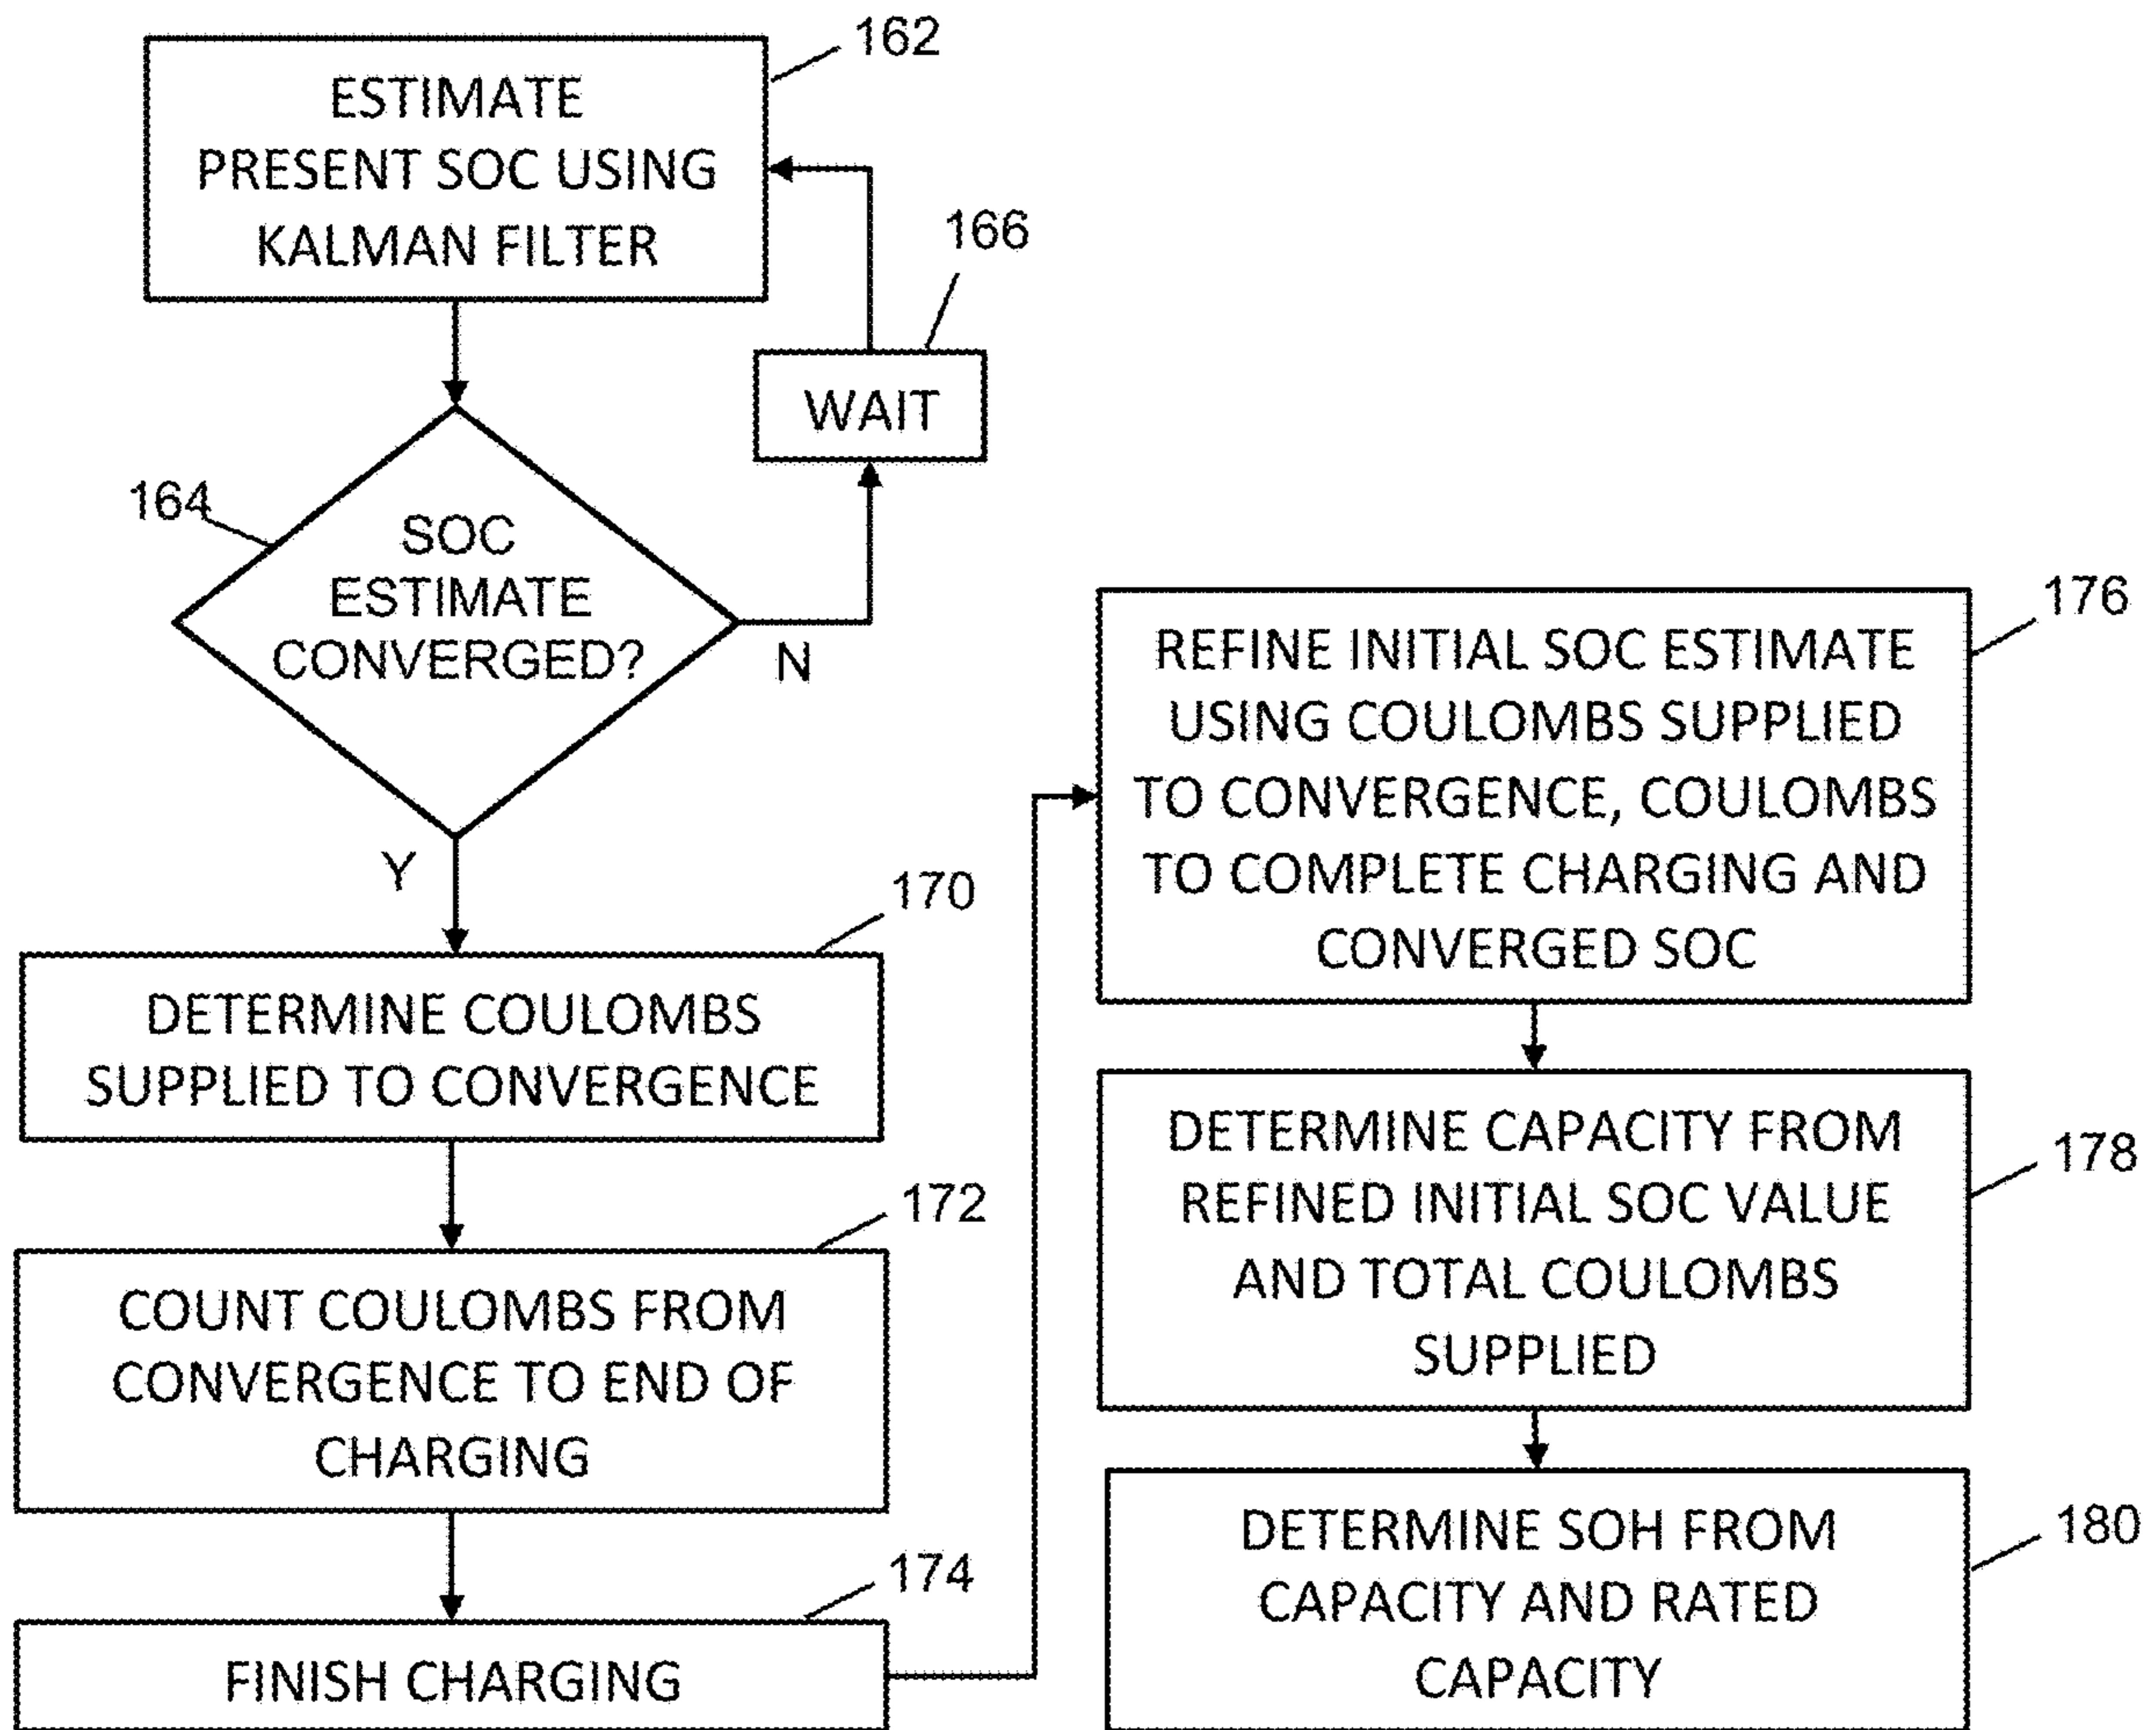 162
ESTIMATE
PRESENT SOC USING
KALMAN FILTER
166
WAIT
164
SOC
ESTIMATE
CONVERGED?
N
Y
170
DETERMINE COULOMBS
SUPPLIED TO CONVERGENCE
172
COUNT COULOMBS FROM
CONVERGENCE TO END OF
CHARGING
174
FINISH CHARGING
176
REFINE INITIAL SOC ESTIMATE
USING COULOMBS SUPPLIED
TO CONVERGENCE, COULOMBS
TO COMPLETE CHARGING AND
CONVERGED SOC
178
DETERMINE CAPACITY FROM
REFINED INITIAL SOC VALUE
AND TOTAL COULOMBS
SUPPLIED
180
DETERMINE SOH FROM
CAPACITY AND RATED
CAPACITY